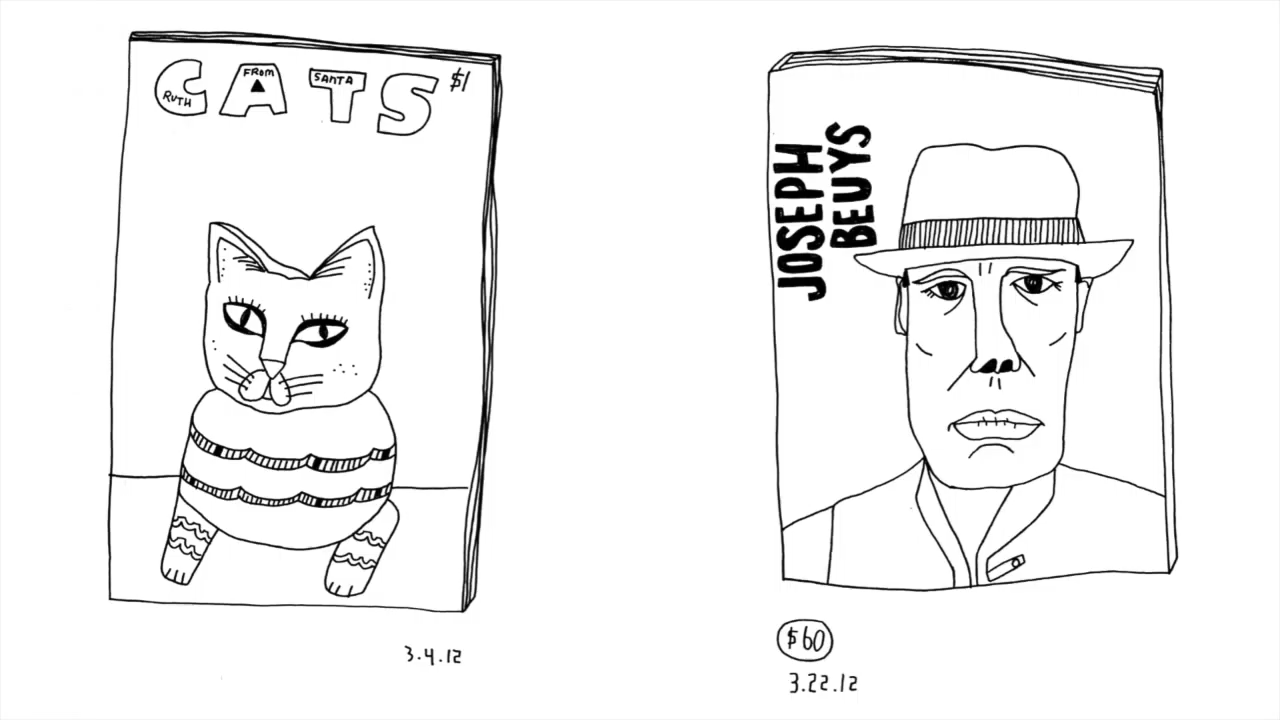 CATS
RUTH
FROM
SANTA
$1
3.4.12
JOSEPH
BEUYS
$60
3.22.12